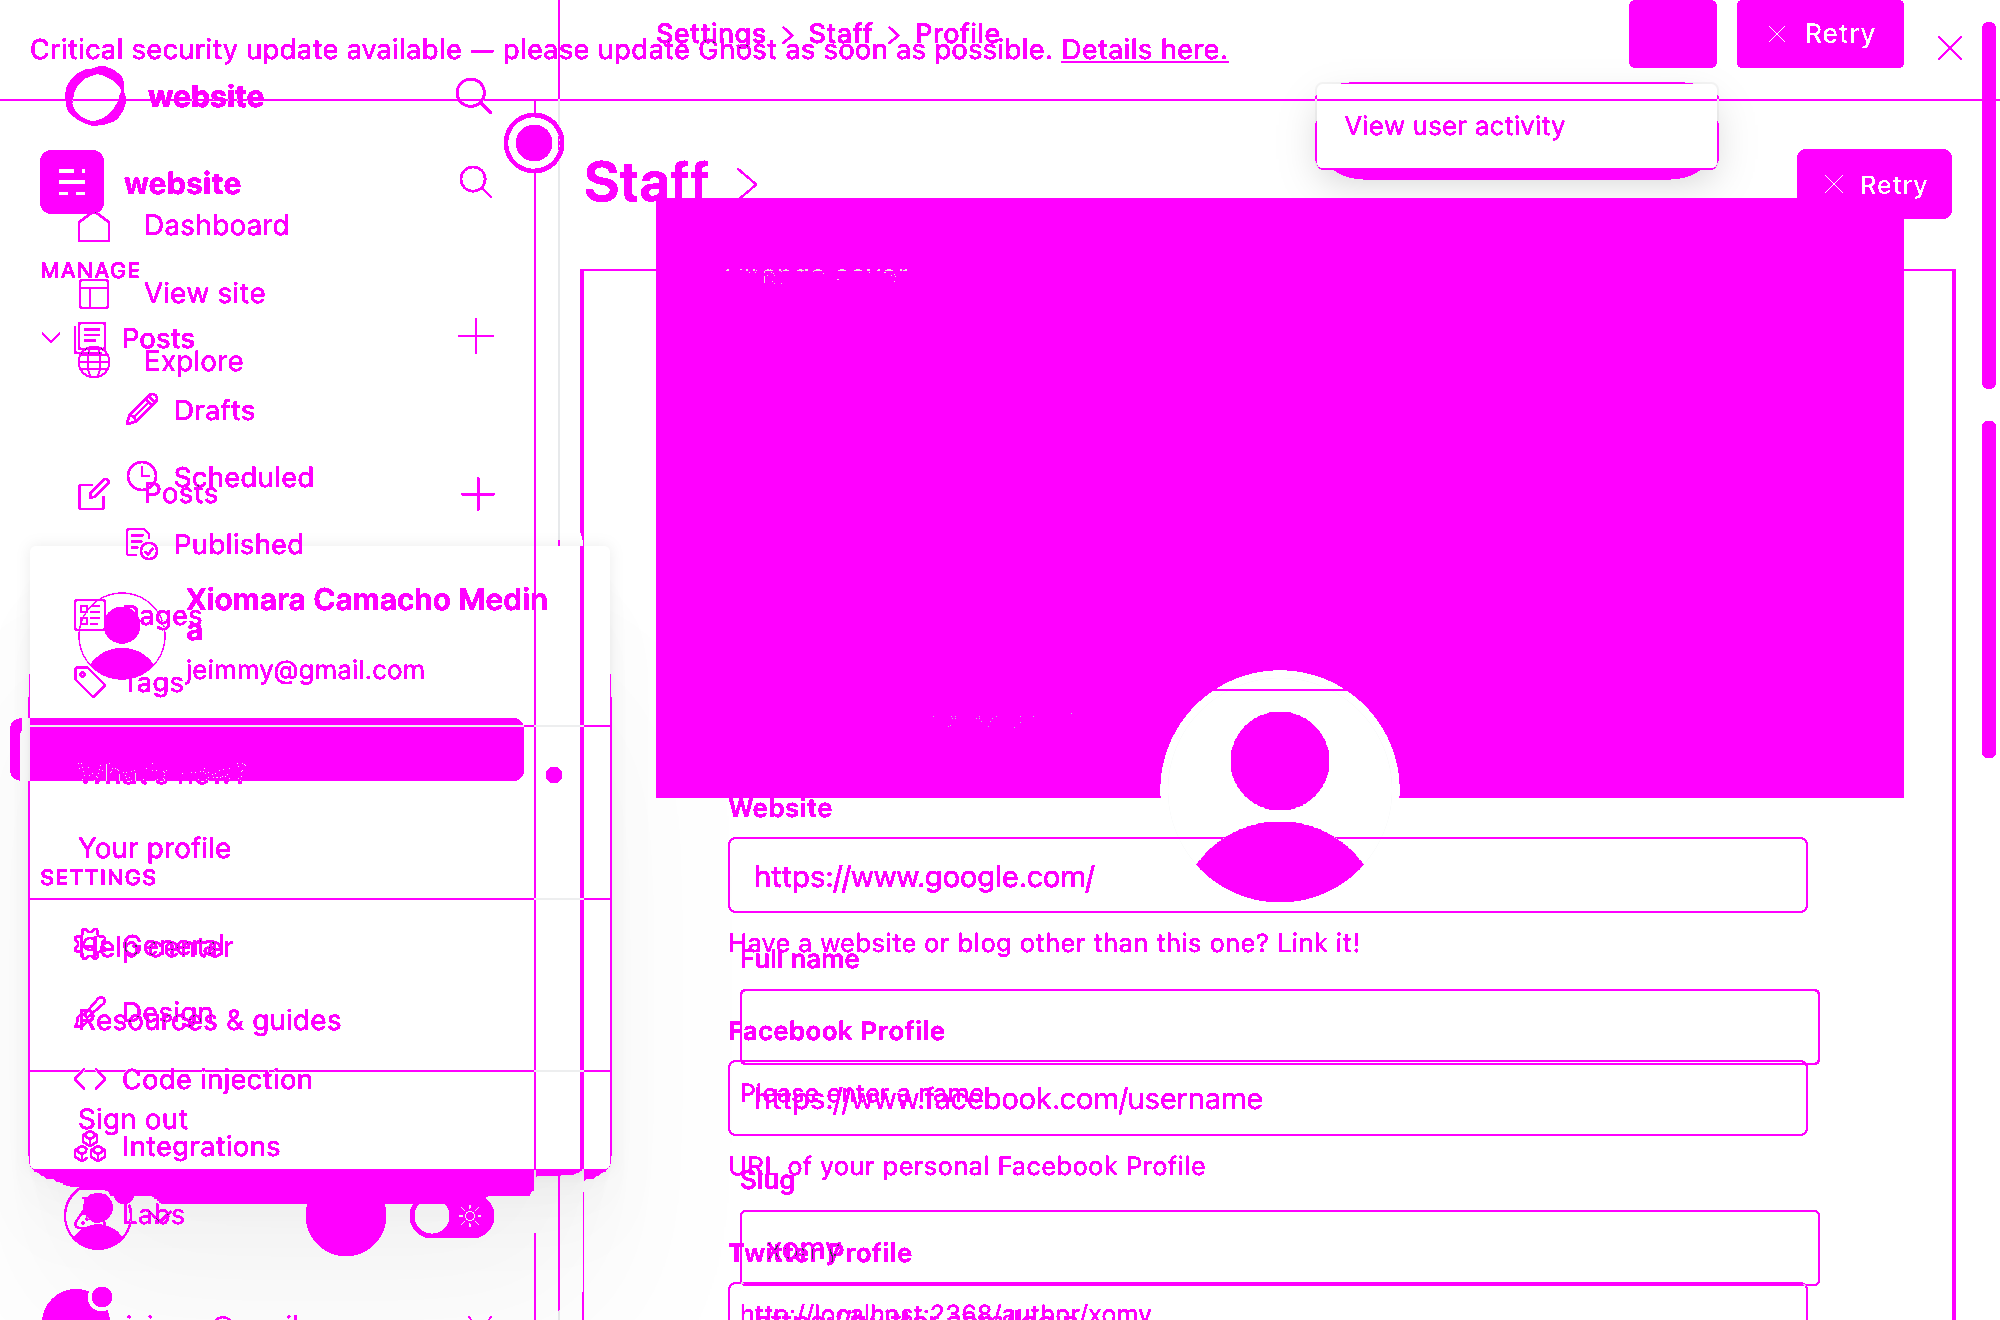 Settings > Staff > Profile
Retry
Critical security update available — please update Ghost as soon as possible. Details here.
website
View user activity
website
Staff >
Retry
Dashboard
MANAGE
View site
Posts
Explore
Drafts
Scheduled
Posts
Published
Xiomara Camacho Medin
a
Pages
jeimmy@gmail.com
Tags
What's new?
Website
Your profile
https://www.google.com/
SETTINGS
Have a website or blog other than this one? Link it!
General
Help center
Full name
Design
Resources & guides
Facebook Profile
Code injection
Please enter a name
https://www.facebook.com/username
Sign out
Integrations
URL of your personal Facebook Profile
Slug
Labs
xomy
Twitter Profile
http://localhost:2368/author/xomy